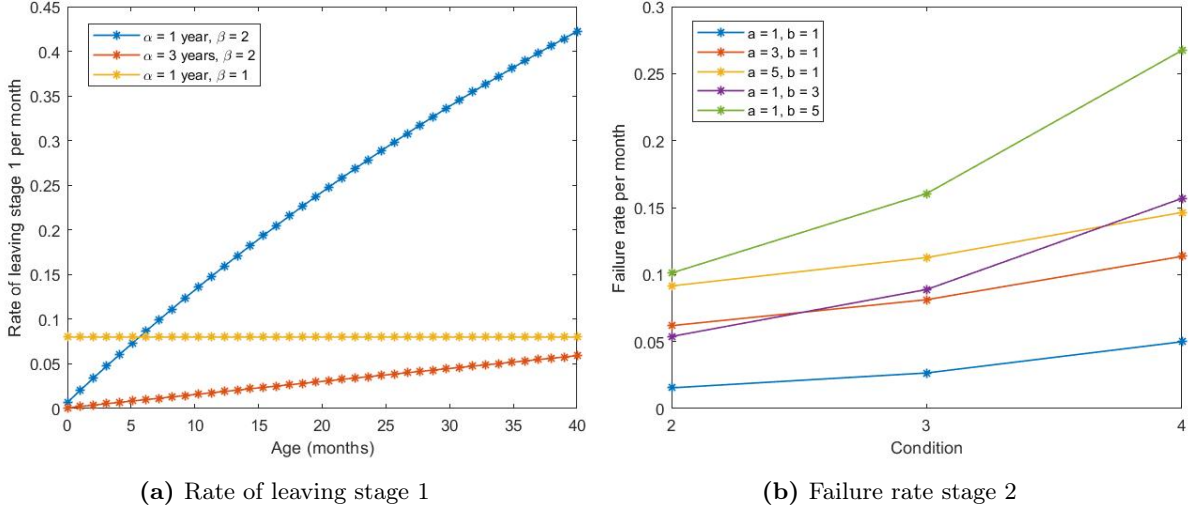 0.45
0.4
0.35
0.3
0.25
0.2
0.15
0.1
0.05
0
Rate of leaving stage 1 per month
α = 1 year, β = 2
α = 3 years, β = 2
α = 1 year, β = 1
0 5 10 15 20 25 30 35 40
Age (months)
(a) Rate of leaving stage 1
0.3
0.25
0.2
0.15
0.1
0.05
0
Failure rate per month
a = 1, b = 1
a = 3, b = 1
a = 5, b = 1
a = 1, b = 3
a = 1, b = 5
2 3 4
Condition
(b) Failure rate stage 2